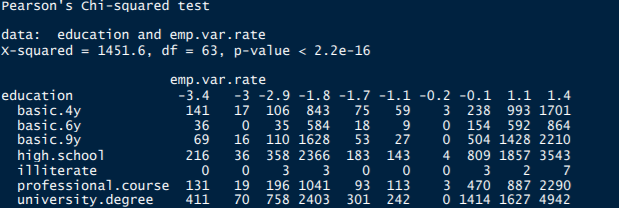 Pearson's Chi-squared test
data: education and emp.var.rate
X-squared = 1451.6, df = 63, p-value < 2.2e-16
emp.var.rate
education -3.4 -3 -2.9 -1.8 -1.7 -1.1 -0.2 -0.1 1.1 1.4
basic.4y 141 17 106 843 75 59 3 238 993 1701
basic.6y 36 0 35 584 18 9 0 154 592 864
basic.9y 69 16 110 1628 53 27 0 504 1428 2210
high.school 216 36 358 2366 183 143 4 809 1857 3543
illiterate 0 0 3 3 0 0 0 3 2 7
professional.course 131 19 196 1041 93 113 3 470 887 2290
university.degree 411 70 758 2403 301 242 0 1414 1627 4942